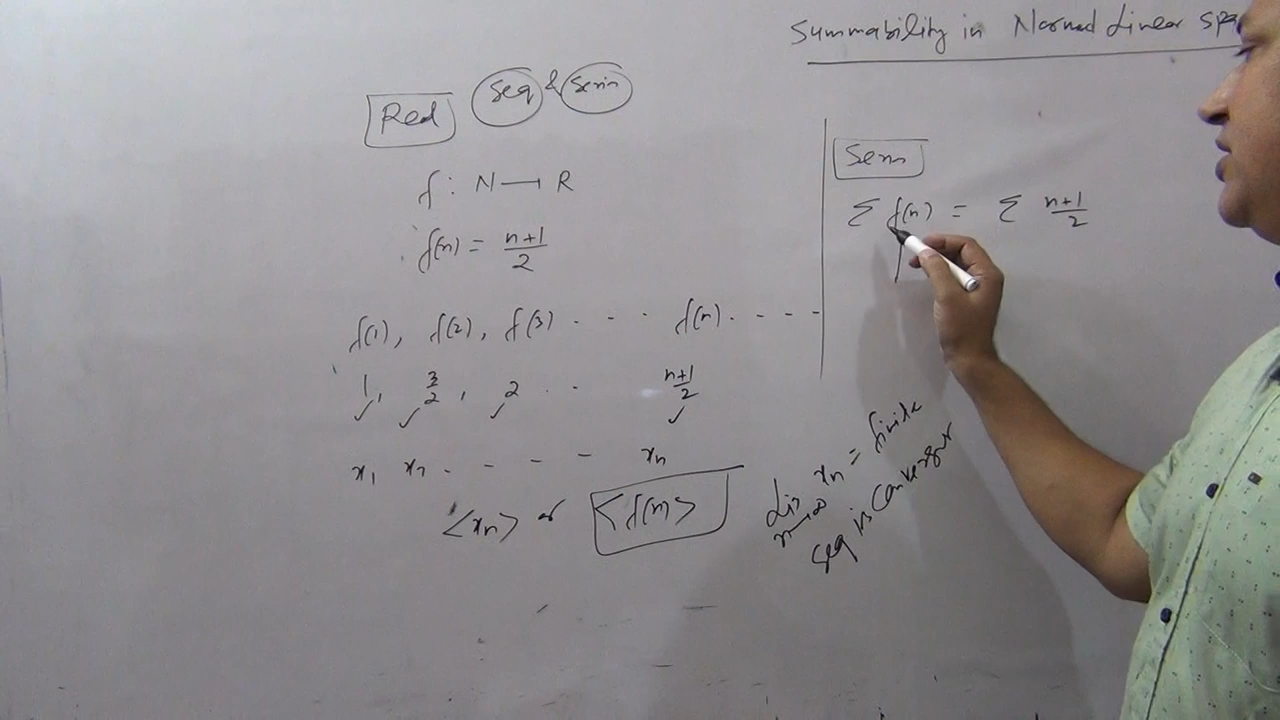 Summability in Normed Linear Spa
Real Seq & Series
f : N → R
f(n) = n+1/2
f(1), f(2), f(3) . - - . f(n) . - - -
1, 3/2, 2 . . n+1/2
x1 x2 . - - - xn
<xn> or <f(n)>
Lim n→∞ xn = finite
Seq is Convergent
Series
Σ f(n) = Σ n+1/2